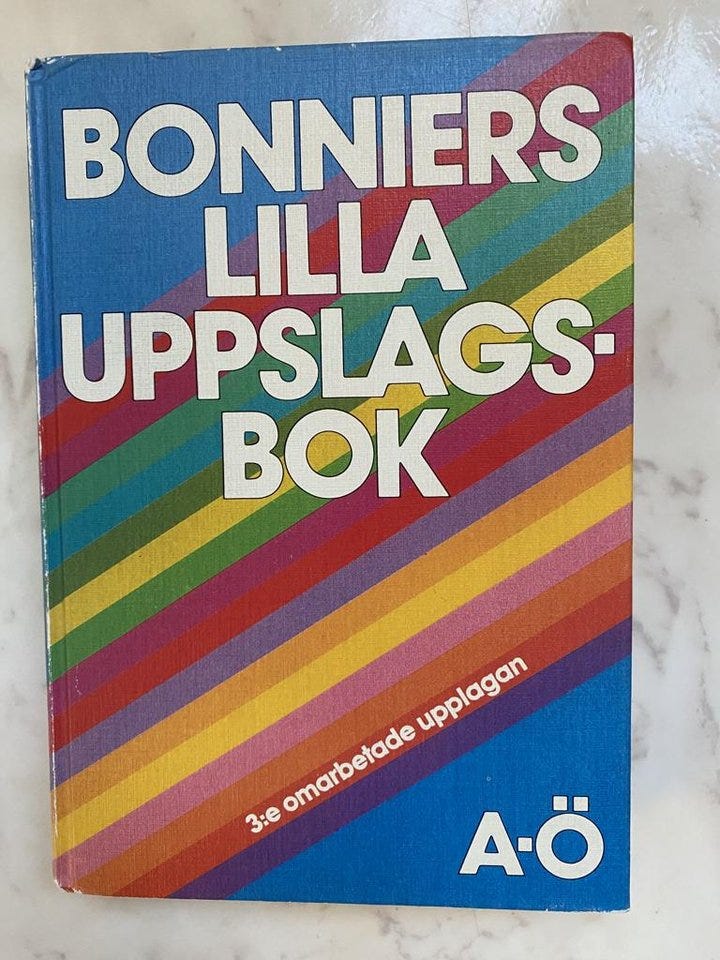 BONNIERS
LILLA
UPPSLAGS-
BOK
3:e omarbetade upplagan
A-Ö